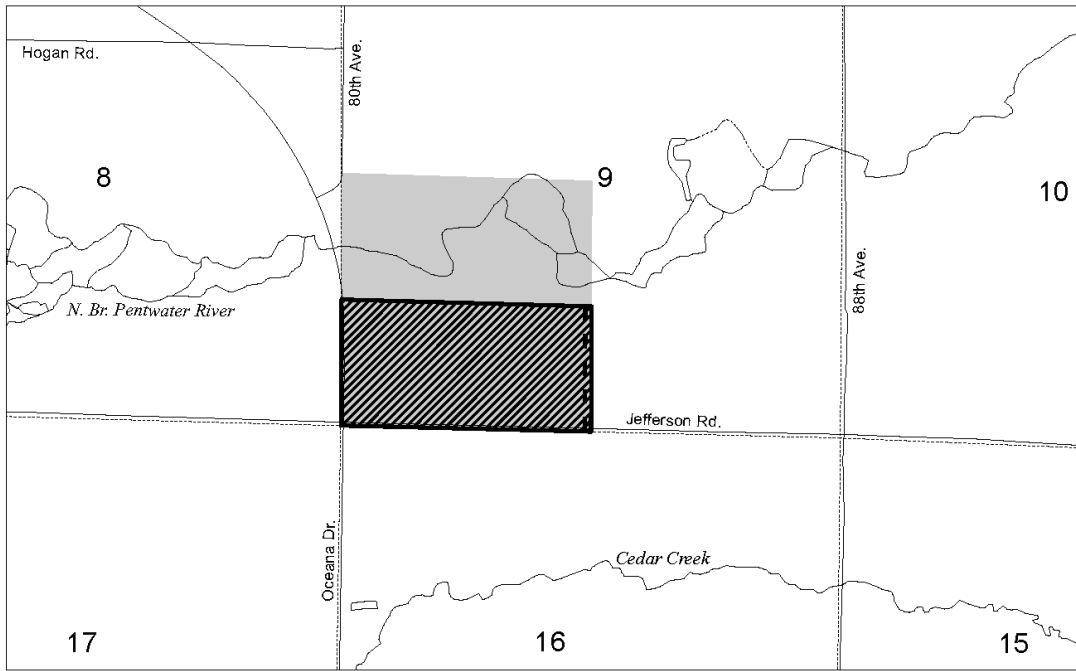 Hogan Rd.
80th Ave.
8
9
10
88th Ave.
N. Br. Pentwater River
Jefferson Rd.
Oceana Dr.
Cedar Creek
17
16
15